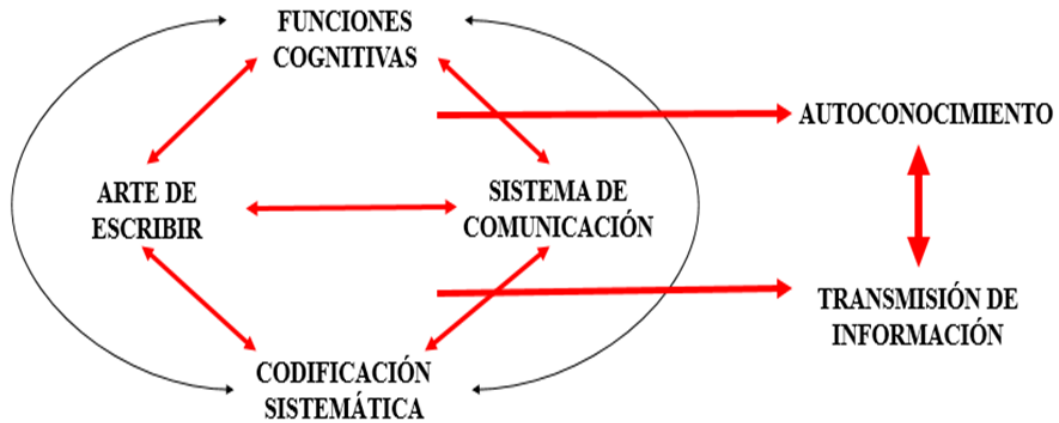 FUNCIONES
COGNITIVAS
AUTOCONOCIMIENTO
ARTE DE
ESCRIBIR
SISTEMA DE
COMUNICACIÓN
TRANSMISIÓN DE
INFORMACIÓN
CODIFICACIÓN
SISTEMÁTICA